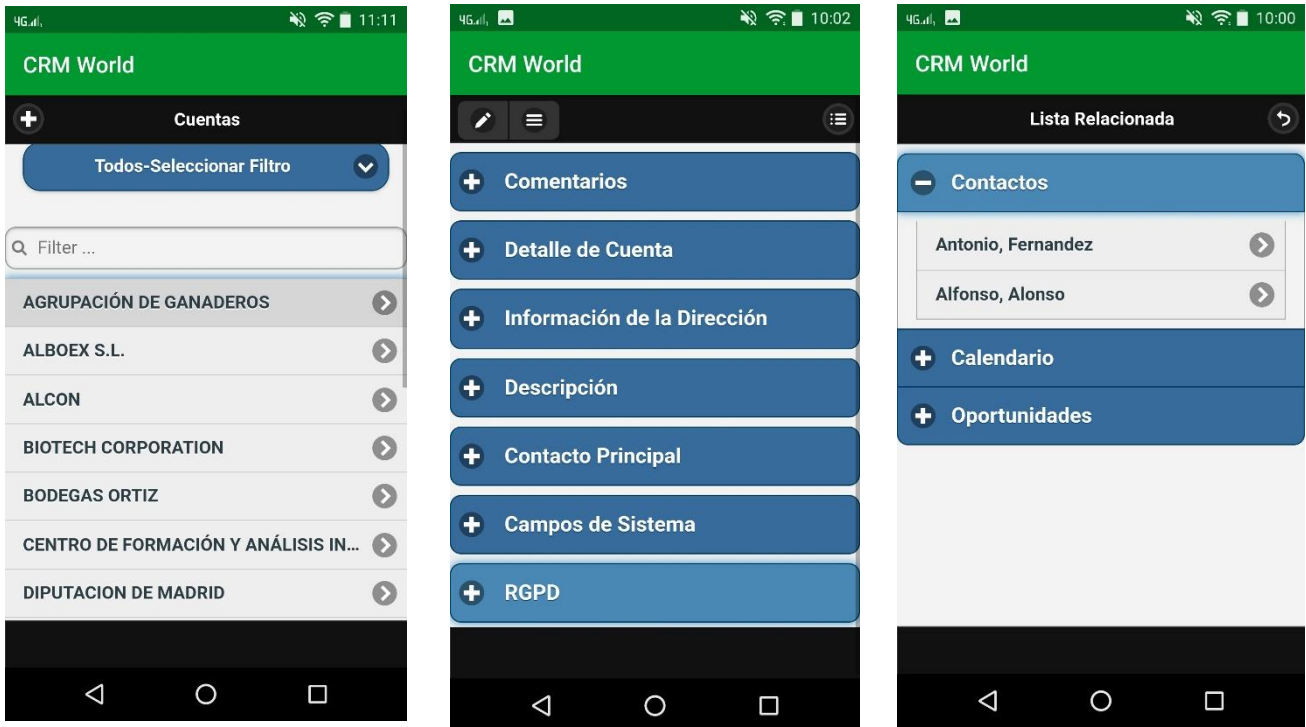 4G 11:11
CRM World
Cuentas
Todos-Seleccionar Filtro
Filter ...
AGRUPACIÓN DE GANADEROS
ALBOEX S.L.
ALCON
BIOTECH CORPORATION
BODEGAS ORTIZ
CENTRO DE FORMACIÓN Y ANÁLISIS IN...
DIPUTACION DE MADRID
4G 10:02
CRM World
Comentarios
Detalle de Cuenta
Información de la Dirección
Descripción
Contacto Principal
Campos de Sistema
RGPD
4G 10:00
CRM World
Lista Relacionada
Contactos
Antonio, Fernandez
Alfonso, Alonso
Calendario
Oportunidades